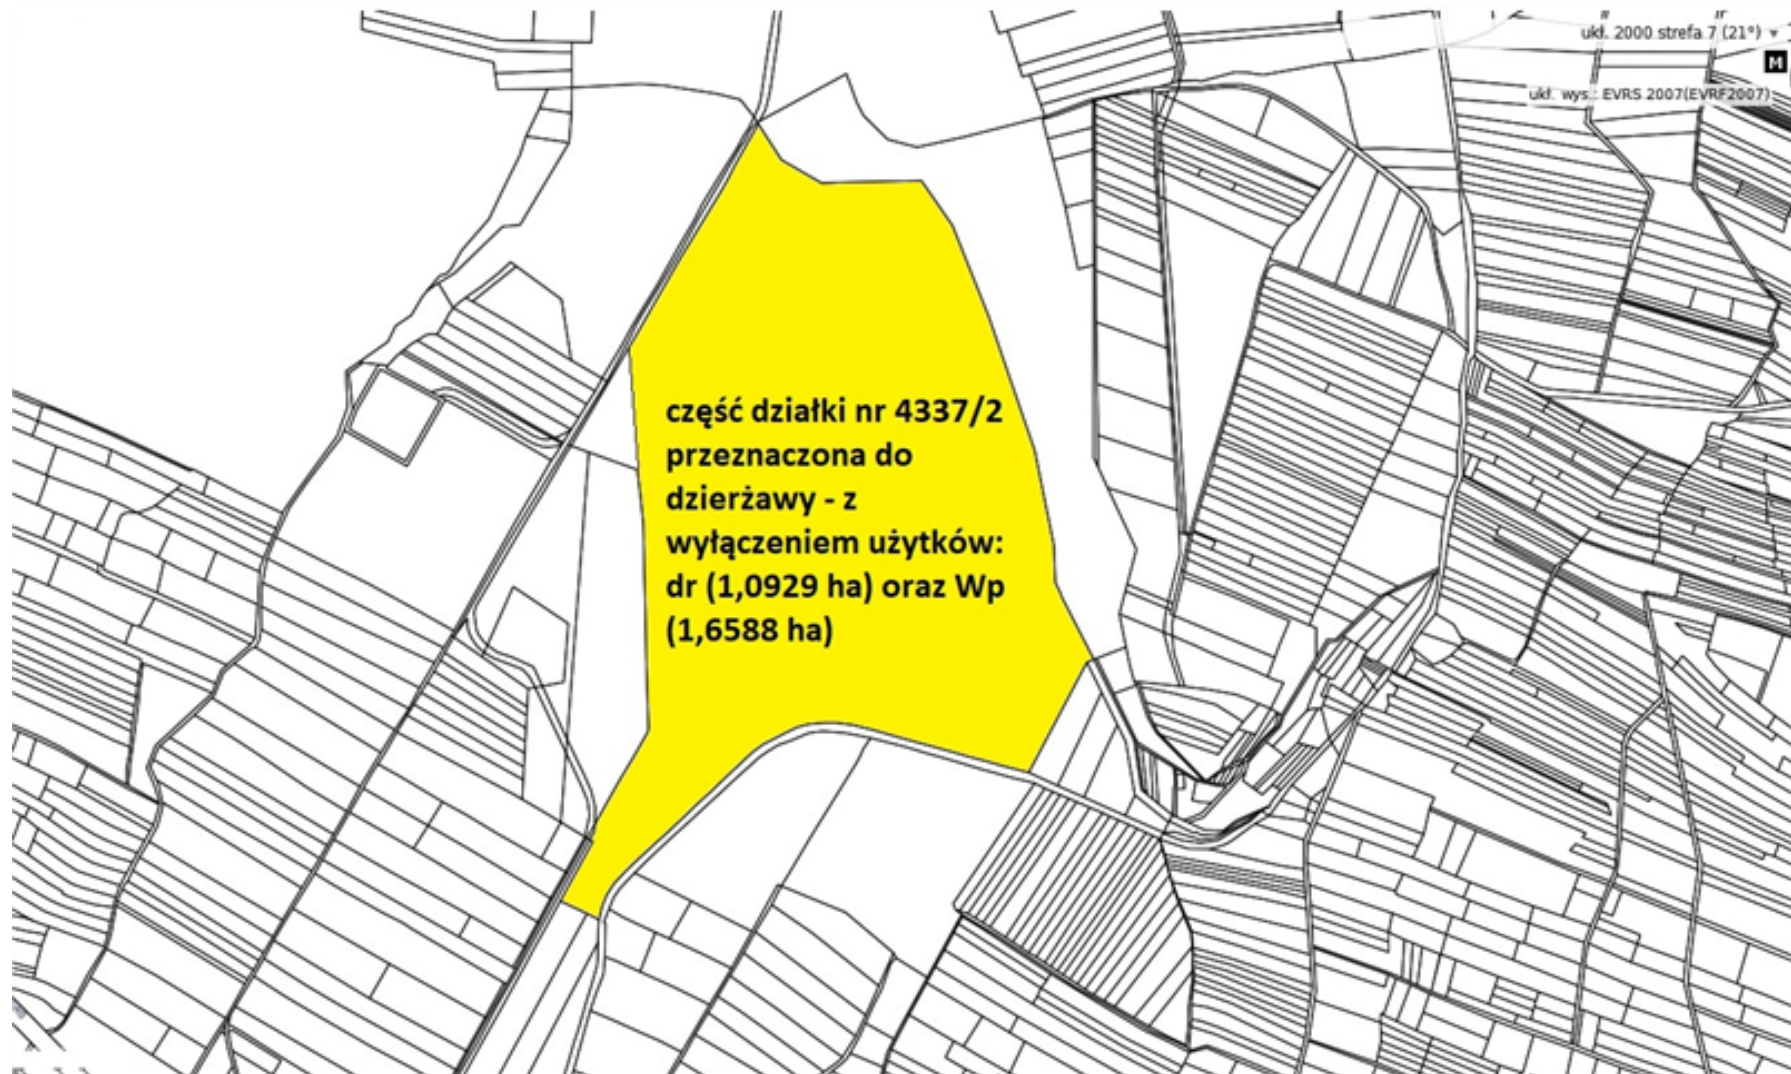 ukł. 2000 strefa 7 (21°)
M
ukł. wys.: EVRS 2007(EVRF2007)
część działki nr 4337/2
przeznaczona do
dzierżawy - z
wyłączeniem użytków:
dr (1,0929 ha) oraz Wp
(1,6588 ha)